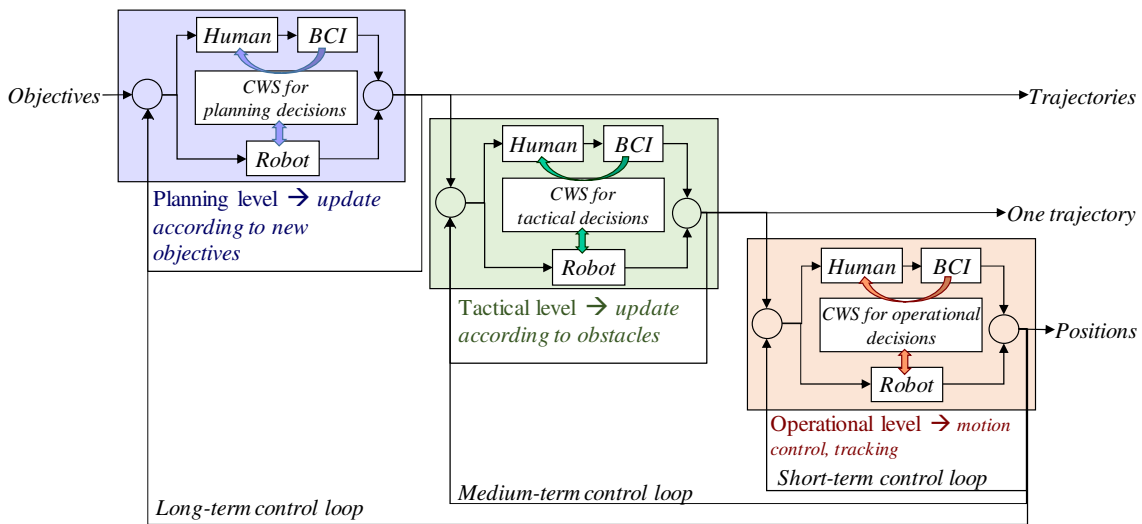 Human
BCI
Objectives
CWS for
planning decisions
Robot
Trajectories
Planning level → update
according to new
objectives
Human
BCI
CWS for
tactical decisions
Robot
One trajectory
Tactical level → update
according to obstacles
Human
BCI
CWS for operational
decisions
Robot
Positions
Operational level → motion
control, tracking
Short-term control loop
Medium-term control loop
Long-term control loop